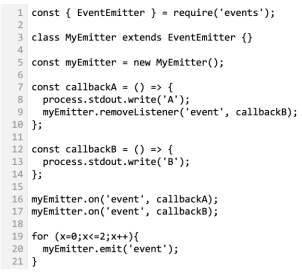 1 const { EventEmitter } = require('events');
2
3 class MyEmitter extends EventEmitter {}
4
5 const myEmitter = new MyEmitter();
6
7 const callbackA = () => {
8   process.stdout.write('A');
9   myEmitter.removeListener('event', callbackB);
10 };
11
12 const callbackB = () => {
13   process.stdout.write('B');
14 };
15
16 myEmitter.on('event', callbackA);
17 myEmitter.on('event', callbackB);
18
19 for (x=0;x<=2;x++){
20   myEmitter.emit('event');
21 }